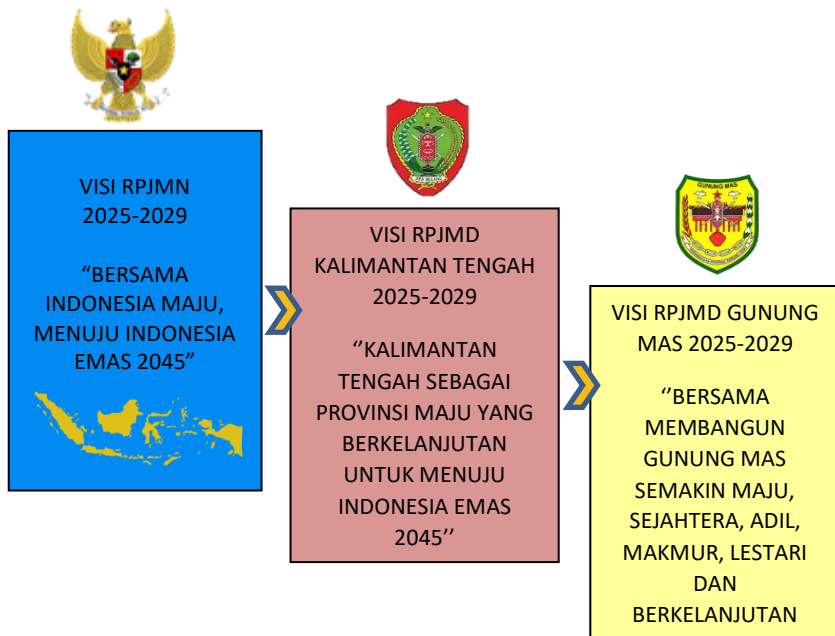 VISI RPJMN
2025-2029
“BERSAMA
INDONESIA MAJU,
MENUJU INDONESIA
EMAS 2045”
VISI RPJMD
KALIMANTAN TENGAH
2025-2029
‘’KALIMANTAN
TENGAH SEBAGAI
PROVINSI MAJU YANG
BERKELANJUTAN
UNTUK MENUJU
INDONESIA EMAS
2045’’
GUNUNG MAS
VISI RPJMD GUNUNG
MAS 2025-2029
‘’BERSAMA
MEMBANGUN
GUNUNG MAS
SEMAKIN MAJU,
SEJAHTERA, ADIL,
MAKMUR, LESTARI
DAN
BERKELANJUTAN